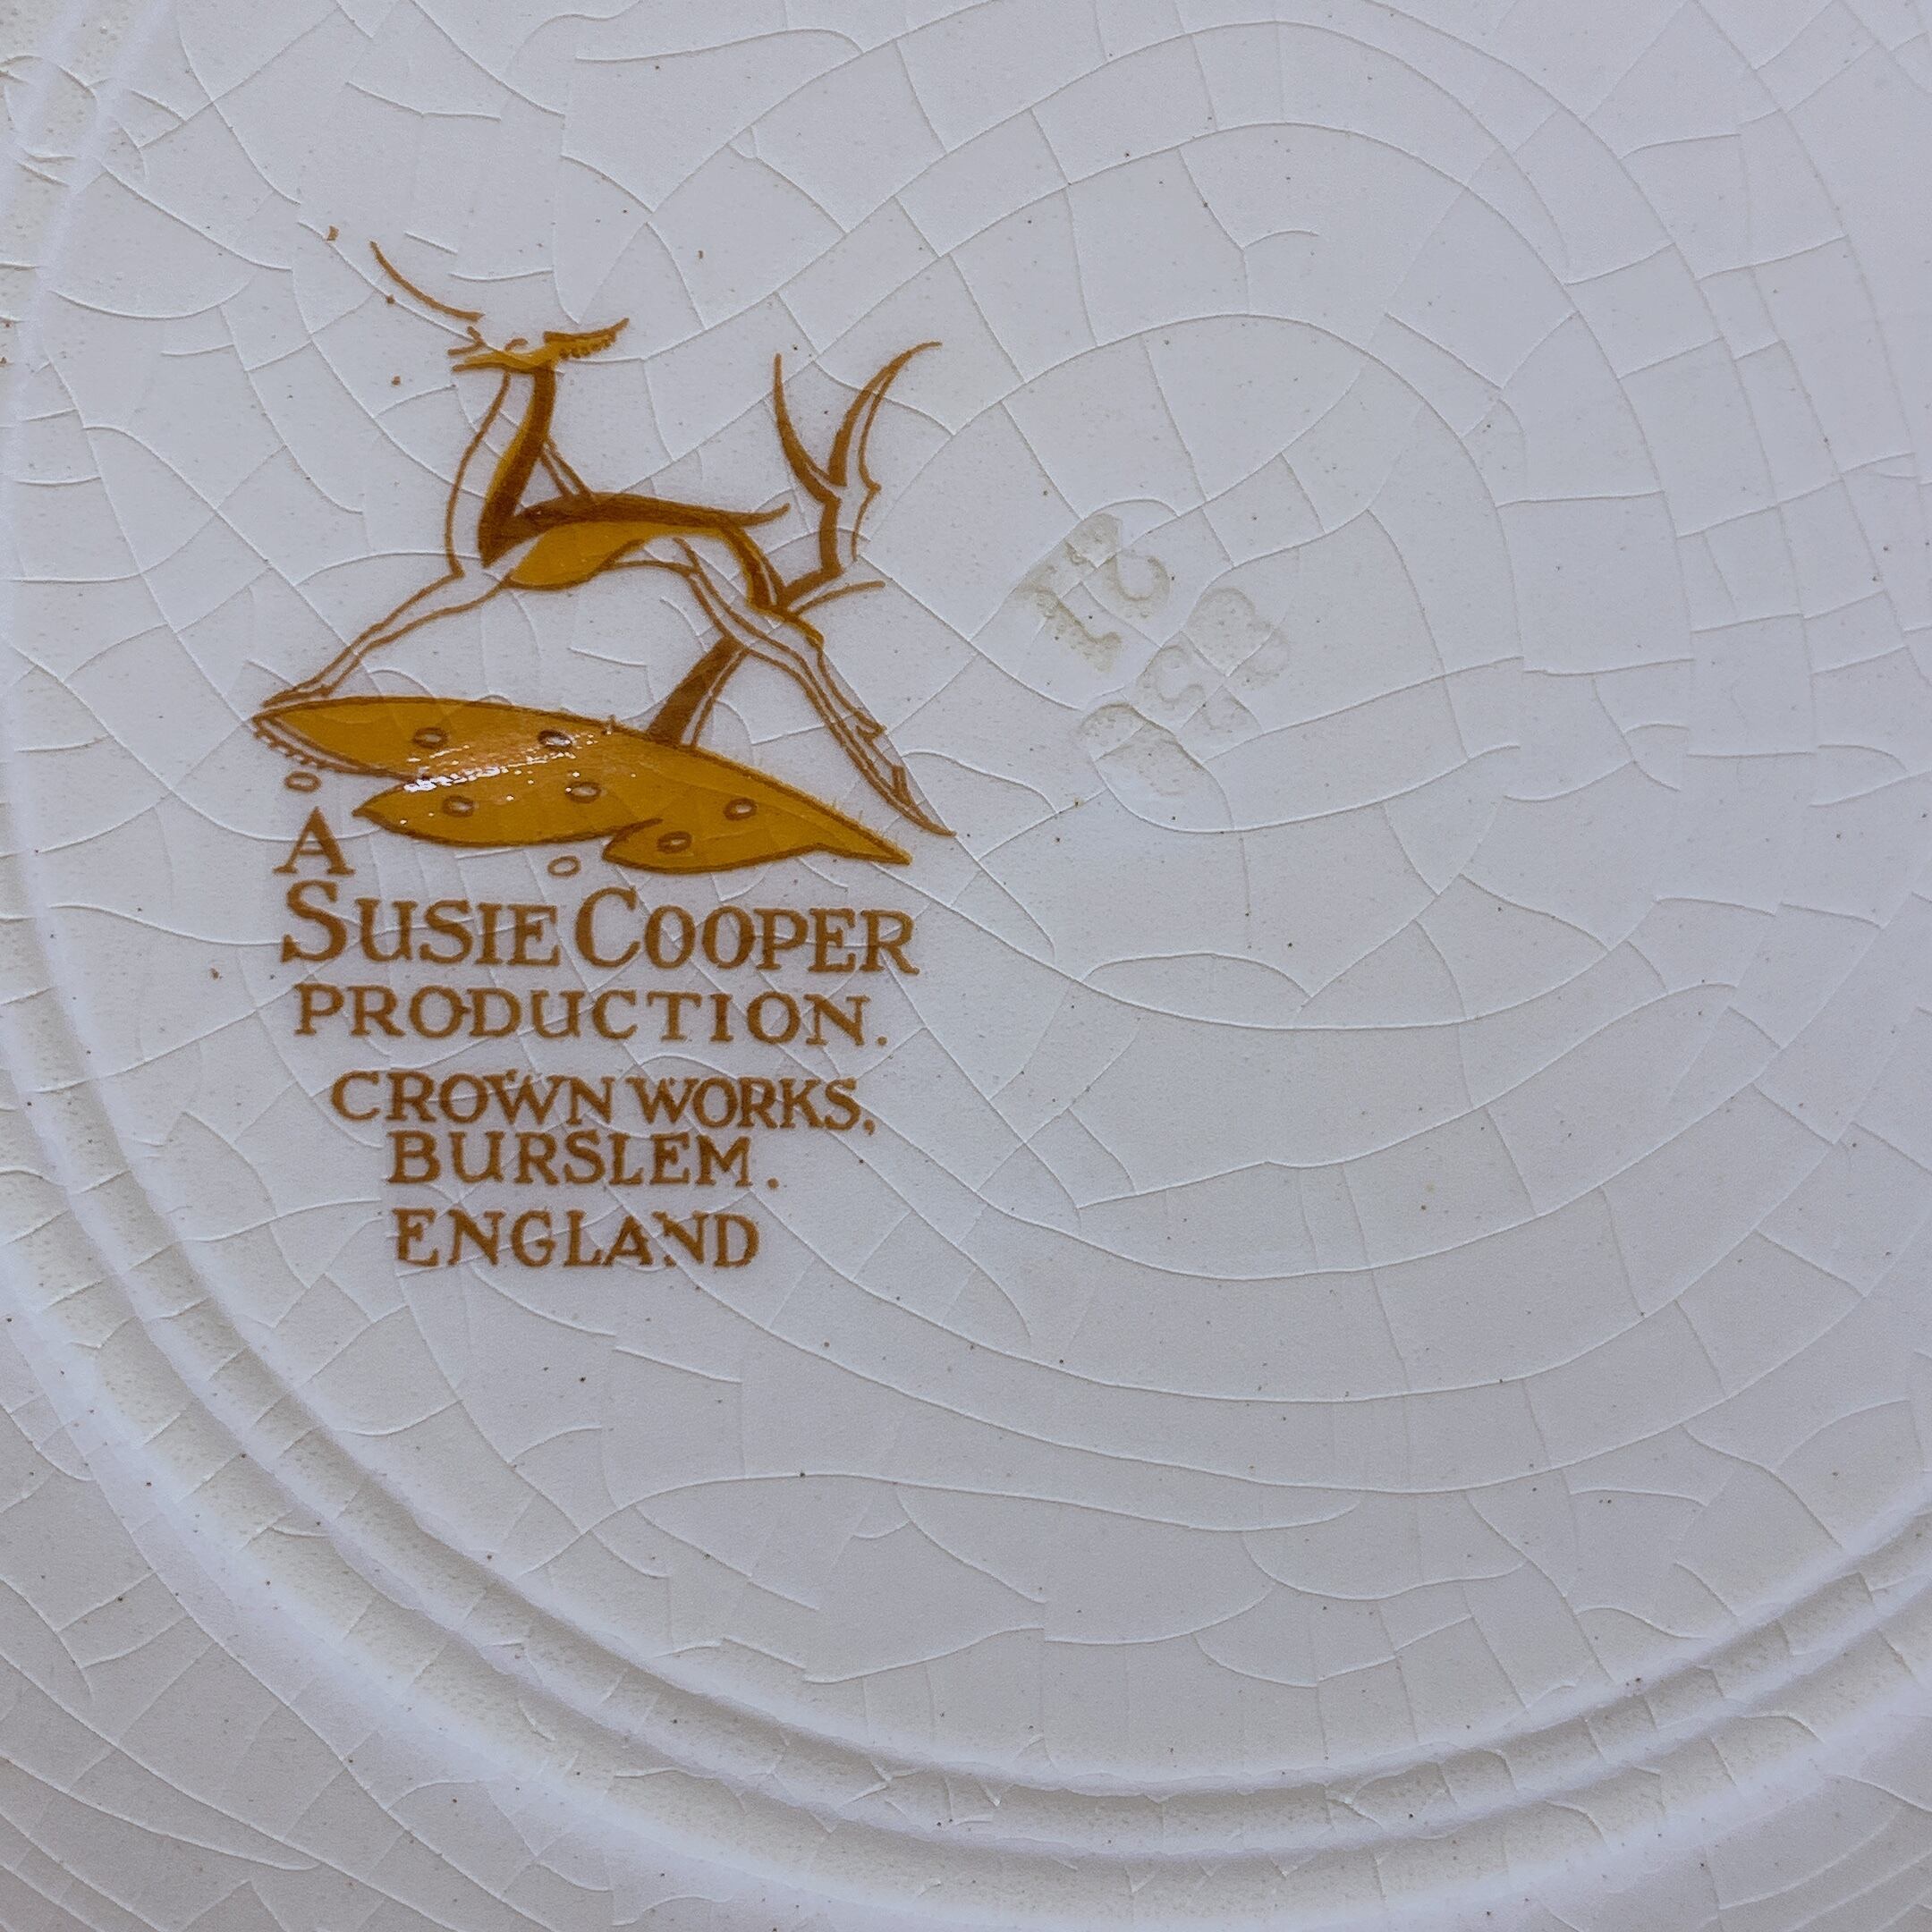 A
SUSIE COOPER
PRODUCTION.
CROWN WORKS,
BURSLEM.
ENGLAND